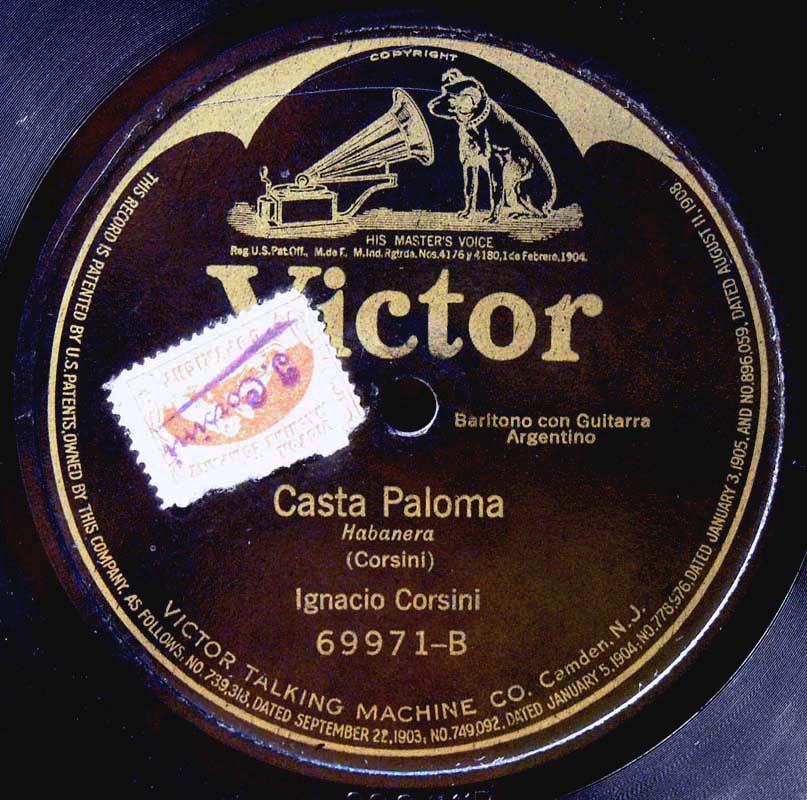 COPYRIGHT
HIS MASTER'S VOICE
Reg. U.S. Pat. Off., M. de F., M. Ind. Rgtrda. Nos. 4176 y 4180, 1 de Febrero, 1904.
Victor
I. Corsini
Baritono con Guitarra
Argentino
Casta Paloma
Habanera
(Corsini)
Ignacio Corsini
69971-B
VICTOR TALKING MACHINE CO. Camden, N.J.
THIS RECORD IS PATENTED BY U.S. PATENTS, OWNED BY THIS COMPANY, AS FOLLOWS: NO. 739,318, DATED SEPTEMBER 22, 1903; NO. 749,092, DATED JANUARY 5, 1904; NO. 778,976, DATED JANUARY 3, 1905, AND NO. 896,059, DATED AUGUST 11, 1908